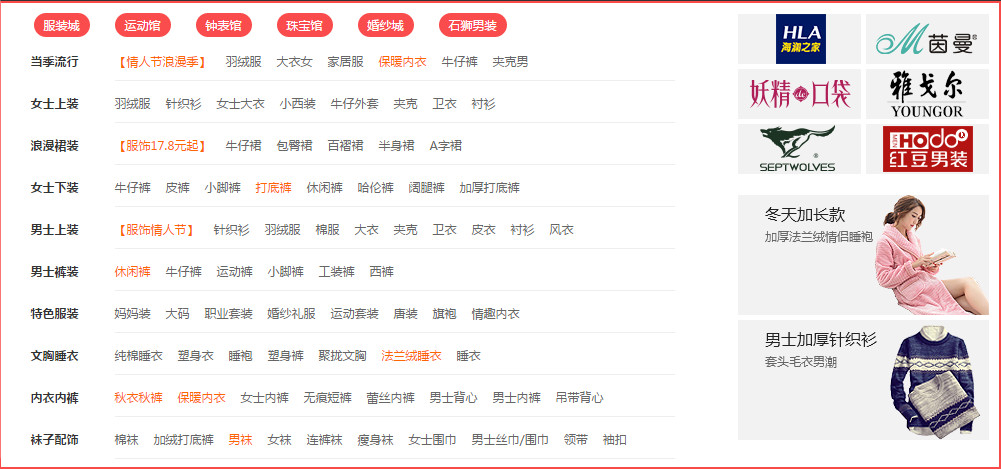 服装城 运动馆 钟表馆 珠宝馆 婚纱城 石狮男装
当季流行 【情人节浪漫季】 羽绒服 大衣女 家居服 保暖内衣 牛仔裤 夹克男
女士上装 羽绒服 针织衫 女士大衣 小西装 牛仔外套 夹克 卫衣 衬衫
浪漫裙装 【服饰17.8元起】 牛仔裙 包臀裙 百褶裙 半身裙 A字裙
女士下装 牛仔裤 皮裤 小脚裤 打底裤 休闲裤 哈伦裤 阔腿裤 加厚打底裤
男士上装 【服饰情人节】 针织衫 羽绒服 棉服 大衣 夹克 卫衣 皮衣 衬衫 风衣
男士裤装 休闲裤 牛仔裤 运动裤 小脚裤 工装裤 西裤
特色服装 妈妈装 大码 职业套装 婚纱礼服 运动套装 唐装 旗袍 情趣内衣
文胸睡衣 纯棉睡衣 塑身衣 睡袍 塑身裤 聚拢文胸 法兰绒睡衣 睡衣
内衣内裤 秋衣秋裤 保暖内衣 女士内裤 无痕短裤 蕾丝内裤 男士背心 男士内裤 吊带背心
袜子配饰 棉袜 加绒打底裤 男袜 女袜 连裤袜 瘦身袜 女士围巾 男士丝巾/围巾 领带 袖扣
HLA
海澜之家
茵曼®
妖精de口袋
雅戈尔
YOUNGOR
SEPTWOLVES ®
MEN HOdo
红豆男装
冬天加长款
加厚法兰绒情侣睡袍
男士加厚针织衫
套头毛衣男潮